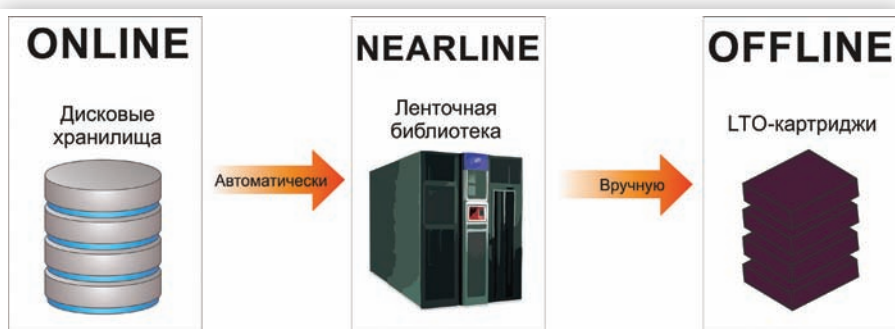 ONLINE
Дисковые
хранилища
Автоматически
NEARLINE
Ленточная
библиотека
Вручную
OFFLINE
LTO-картриджи